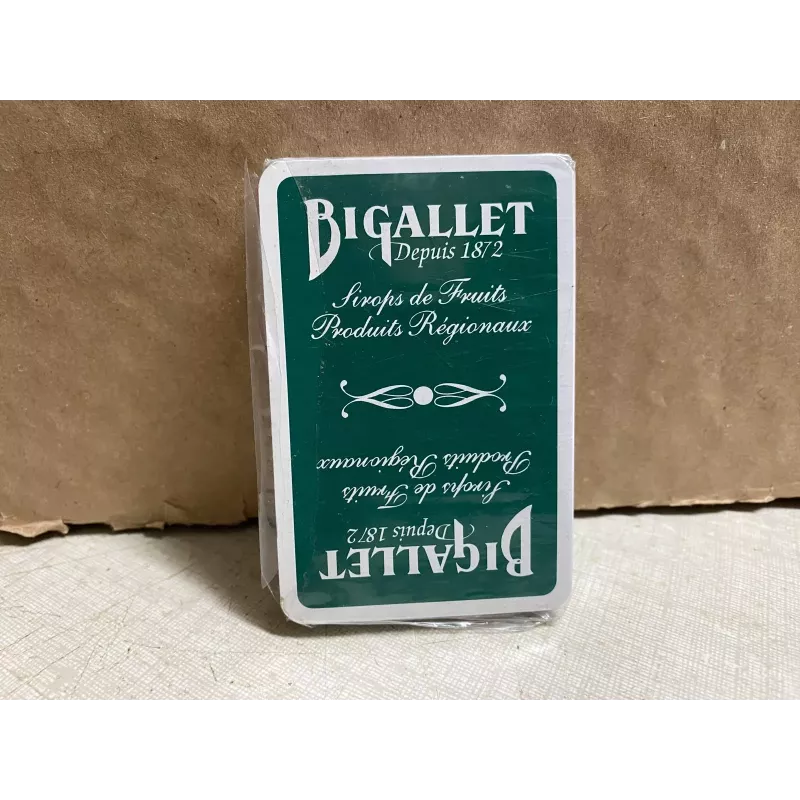 BIGALLET
Depuis 1872
Sirops de Fruits
Produits Régionaux
BIGALLET
Depuis 1872
Sirops de Fruits
Produits Régionaux